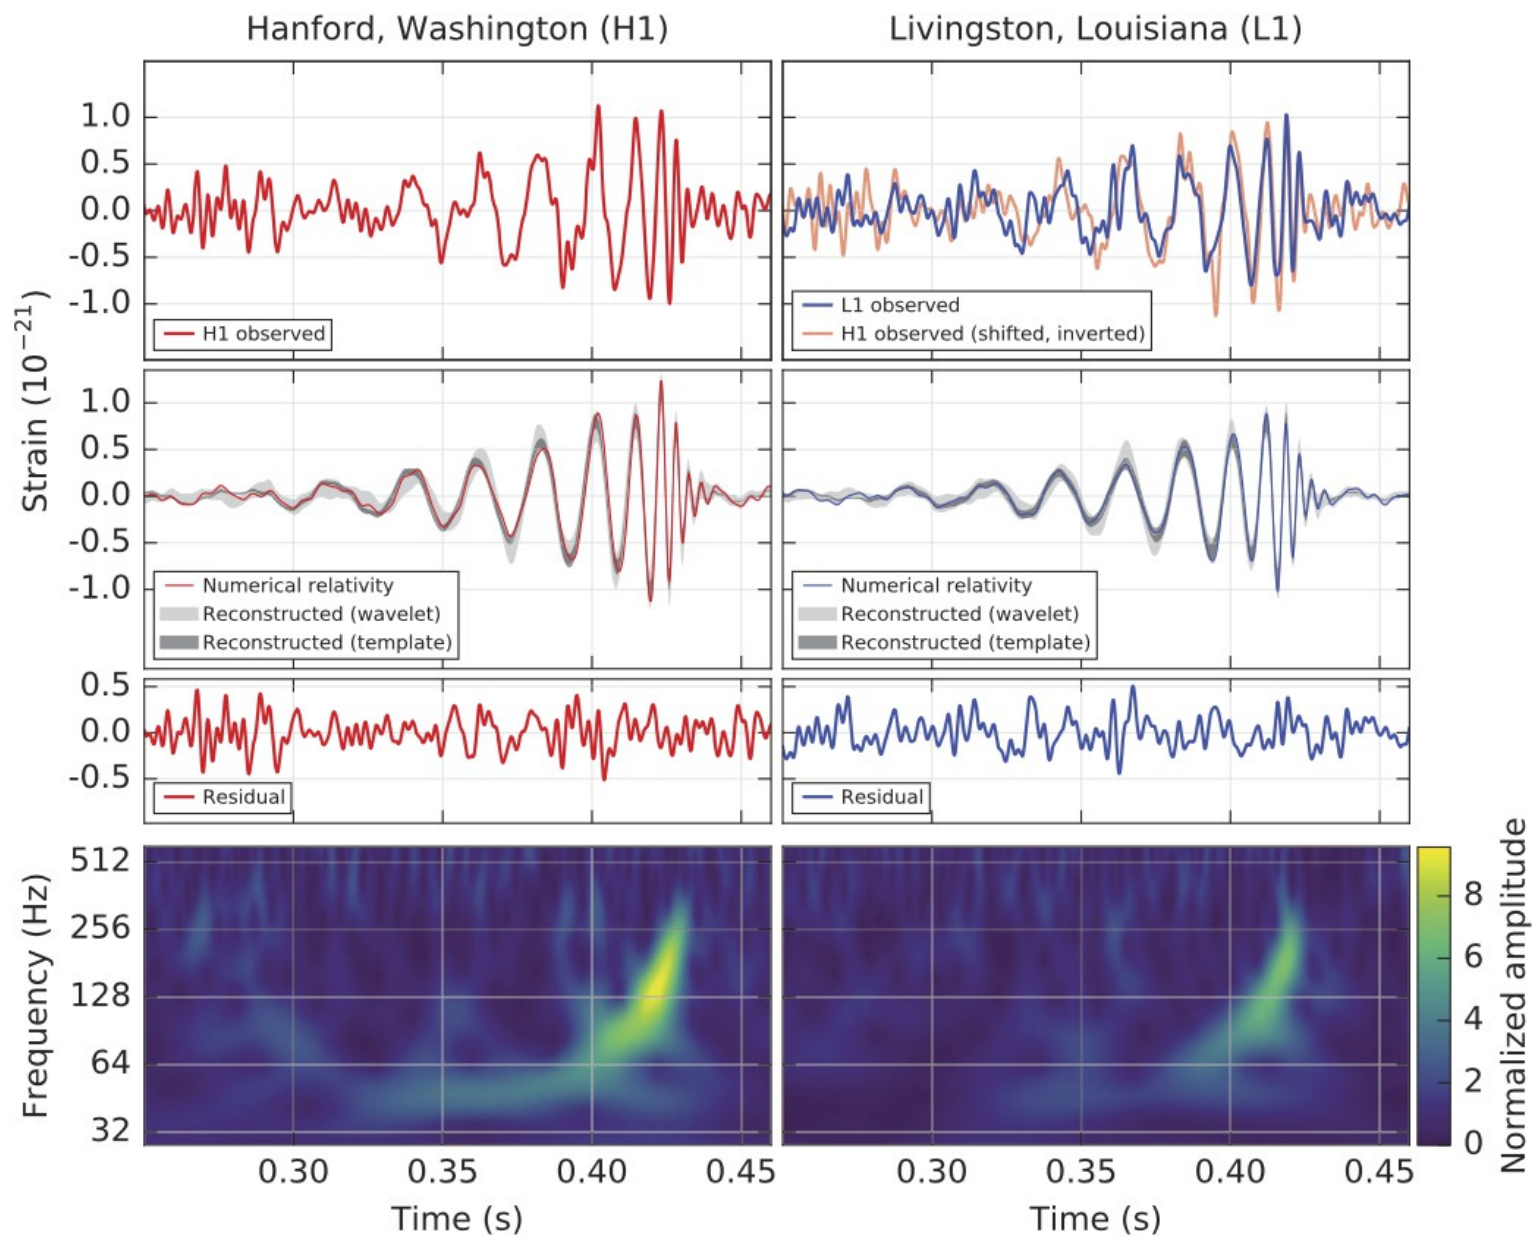 Hanford, Washington (H1)
Livingston, Louisiana (L1)
Strain (10⁻²¹)
1.0
0.5
0.0
-0.5
-1.0
H1 observed
L1 observed
H1 observed (shifted, inverted)
1.0
0.5
0.0
-0.5
-1.0
Numerical relativity
Reconstructed (wavelet)
Reconstructed (template)
Numerical relativity
Reconstructed (wavelet)
Reconstructed (template)
0.5
0.0
-0.5
Residual
Residual
Frequency (Hz)
512
256
128
64
32
Normalized amplitude
8
6
4
2
0
0.30 0.35 0.40 0.45
0.30 0.35 0.40 0.45
Time (s)
Time (s)